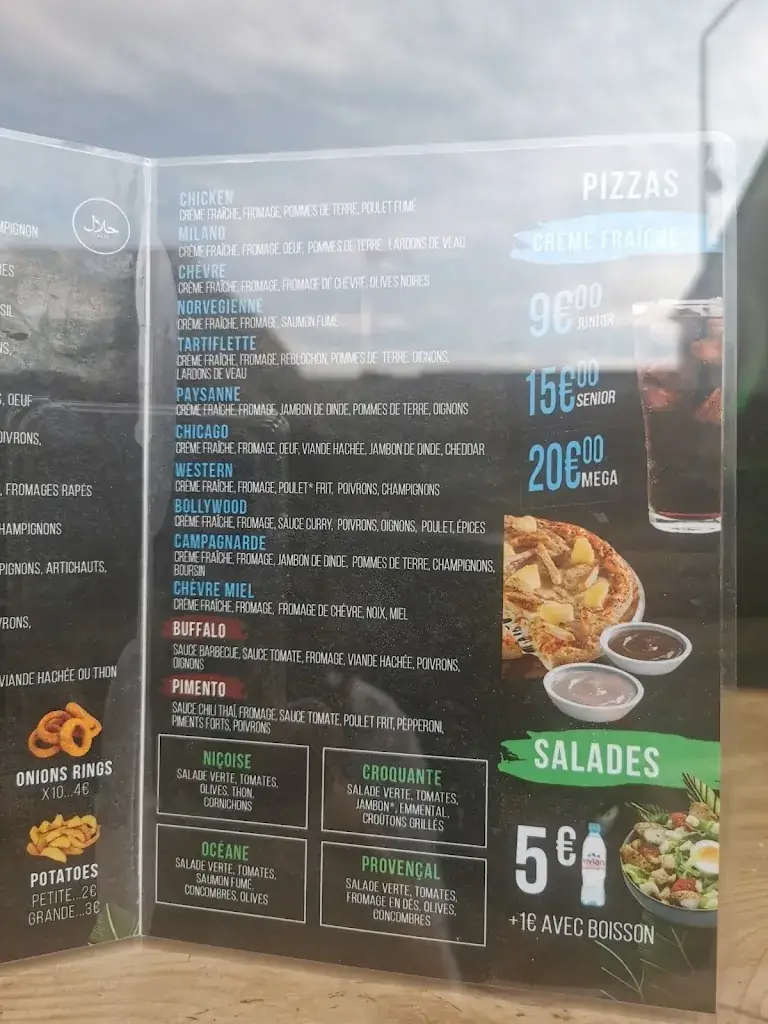 MPIGNON
حلال
RES
SIL
NS,
S, OEUF
OIVRONS,
, FROMAGES RAPÉS
HAMPIGNONS
PIGNONS, ARTICHAUTS,
VRONS,
VIANDE HACHÉE OU THON
ONIONS RINGS
X10...4€
POTATOES
PETITE...2€
GRANDE...3€
PIZZAS
CRÈME FRAÎCHE
CHICKEN
CRÈME FRAÎCHE, FROMAGE, POMMES DE TERRE, POULET FUMÉ
MILANO
CRÈME FRAÎCHE, FROMAGE, OEUF, POMMES DE TERRE, LARDONS DE VEAU
CHÈVRE
CRÈME FRAÎCHE, FROMAGE, FROMAGE DE CHÈVRE, OLIVES NOIRES
NORVEGIENNE
CRÈME FRAÎCHE, FROMAGE, SAUMON FUMÉ
TARTIFLETTE
CRÈME FRAÎCHE, FROMAGE, REBLOCHON, POMMES DE TERRE, OIGNONS,
LARDONS DE VEAU
PAYSANNE
CRÈME FRAÎCHE, FROMAGE, JAMBON DE DINDE, POMMES DE TERRE, OIGNONS
CHICAGO
CRÈME FRAÎCHE, FROMAGE, OEUF, VIANDE HACHÉE, JAMBON DE DINDE, CHEDDAR
WESTERN
CRÈME FRAÎCHE, FROMAGE, POULET* FRIT, POIVRONS, CHAMPIGNONS
BOLLYWOOD
CRÈME FRAÎCHE, FROMAGE, SAUCE CURRY, POIVRONS, OIGNONS, POULET, ÉPICES
CAMPAGNARDE
CRÈME FRAÎCHE, FROMAGE, JAMBON DE DINDE, POMMES DE TERRE, CHAMPIGNONS,
BOURSIN
CHÈVRE MIEL
CRÈME FRAÎCHE, FROMAGE, FROMAGE DE CHÈVRE, NOIX, MIEL
BUFFALO
SAUCE BARBECUE, SAUCE TOMATE, FROMAGE, VIANDE HACHÉE, POIVRONS,
OIGNONS
PIMENTO
SAUCE CHILI THAÏ, FROMAGE, SAUCE TOMATE, POULET FRIT, PEPPERONI,
PIMENTS FORTS, POIVRONS
9€00
JUNIOR
15€00
SENIOR
20€00
MEGA
NIÇOISE
SALADE VERTE, TOMATES,
OLIVES, THON,
CORNICHONS
CROQUANTE
SALADE VERTE, TOMATES,
JAMBON*, EMMENTAL,
CROÛTONS GRILLÉS
OCÉANE
SALADE VERTE, TOMATES,
SAUMON FUMÉ,
CONCOMBRES, OLIVES
PROVENÇAL
SALADE VERTE, TOMATES,
FROMAGE EN DÉS, OLIVES,
CONCOMBRES
SALADES
5€
evian
+1€ AVEC BOISSON